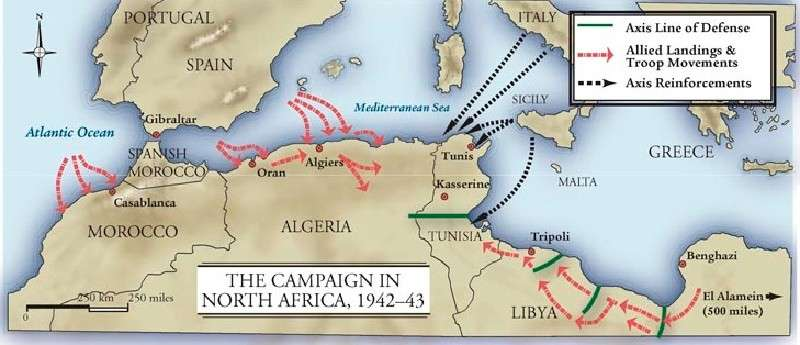 N
PORTUGAL
SPAIN
ITALY
Axis Line of Defense
Allied Landings &
Troop Movements
Axis Reinforcements
SICILY
Mediterranean Sea
Gibraltar
Atlantic Ocean
SPANISH
MOROCCO
Oran
Algiers
Tunis
GREECE
Kasserine
MALTA
Casablanca
MOROCCO
ALGERIA
TUNISIA
Tripoli
Benghazi
THE CAMPAIGN IN
NORTH AFRICA, 1942–43
250 km 250 miles
0
LIBYA
El Alamein
(500 miles)